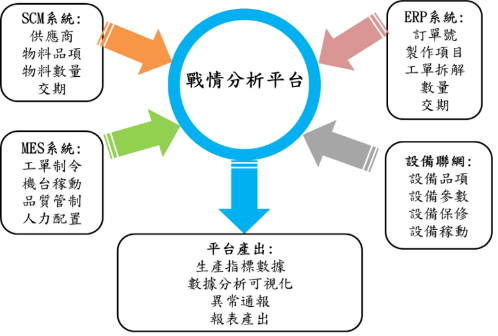 SCM系統:
供應商
物料品項
物料數量
交期
戰情分析平台
ERP系統:
訂單號
製作項目
工單拆解
數量
交期
MES系統:
工單制令
機台稼動
品質管制
人力配置
設備聯網:
設備品項
設備參數
設備保修
設備稼動
平台產出:
生產指標數據
數據分析可視化
異常通報
報表產出